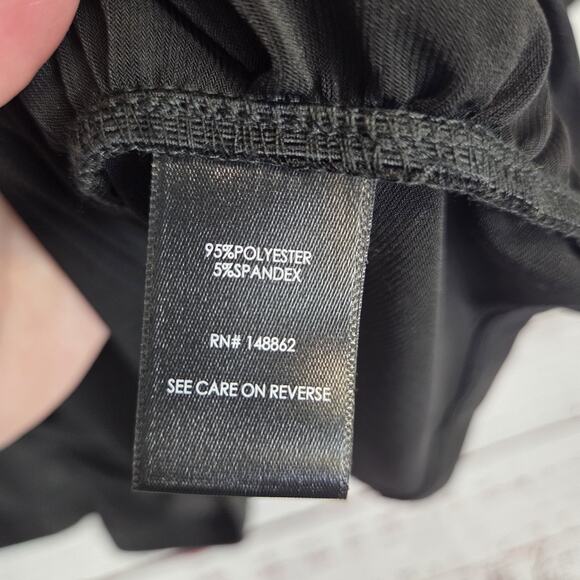 95%POLYESTER
5%SPANDEX
RN# 148862
SEE CARE ON REVERSE